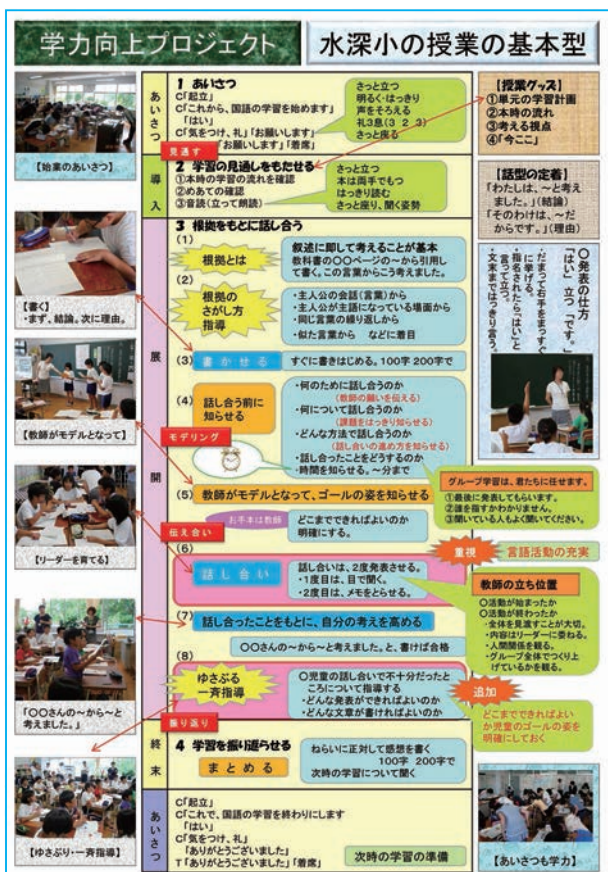 学力向上プロジェクト
水深小の授業の基本型
【始業のあいさつ】
【書く】
・まず、結論。次に理由。
【教師がモデルとなって】
【リーダーを育てる】
「〇〇さんの~から~と
考えました。」
【ゆさぶり・一斉指導】
あいさつ
1 あいさつ
C「起立」
C「これから、国語の学習を始めます」
「はい」
C「気をつけ、礼」「お願いします」
「お願いします」「着席」
さっと立つ
明るく・はっきり
声をそろえる
礼3息(3 2 3)
さっと座る
見通す
導入
2 学習の見通しをもたせる
①本時の学習の流れを確認
②めあての確認
③音読(立って朗読)
さっと立つ
本は両手でもつ
はっきり読む
さっと座り、聞く姿勢
展開
3 根拠をもとに話し合う
(1)
根拠とは
叙述に即して考えることが基本
教科書の〇〇ページの~から引用し
て書く。この言葉からこう考えました。
(2)
根拠の
さがし方
指導
・主人公の会話(言葉)から
・主人公が主語になっている場面から
・同じ言葉の繰り返しから
・似た言葉から などに着目
(3)
書かせる
すぐに書きはじめる。100字 200字で
(4)
話し合う前に
知らせる
・何のために話し合うのか
(教師の願いを伝える)
・何について話し合うのか
(課題をはっきり知らせる)
・どんな方法で話し合うのか
(話し合いの進め方を知らせる)
・話し合ったことをどうするのか
・時間を知らせる。~分まで
モデリング
(5)
教師がモデルとなって、ゴールの姿を知らせる
お手本は教師
どこまでできればよいのか
明確にする。
伝え合い
(6)
話し合い
話し合いは、2度発表させる。
・1度目は、目で聞く。
・2度目は、メモをとらせる。
(7)
話し合ったことをもとに、自分の考えを高める
〇〇さんの~から~と考えました。と、書けば合格
(8)
ゆさぶる
一斉指導
〇児童の話し合いで不十分だったと
ころについて指導する
・どんな発表ができればよいのか
・どんな文章が書ければよいのか
振り返り
終末
4 学習を振り返らせる
まとめる
ねらいに正対して感想を書く
100字 200字で
次時の学習について聞く
あいさつ
C「起立」
C「これで、国語の学習を終わりにします
「はい」
C「気をつけ、礼」
「ありがとうございました」
T「ありがとうございました」「着席」
次時の学習の準備
【授業グッズ】
①単元の学習計画
②本時の流れ
③考える視点
④「今ここ」
【話型の定着】
「わたしは、~と考え
ました。」(結論)
「そのわけは、~だ
からです。」(理由)
〇発表の仕方
「はい」 立つ 「です。」
・だまって右手をまっすぐ
に挙げる。
・指名されたら「はい」と
言って立つ。
・文末まではっきり言う。
グループ学習は、君たちに任せます。
①最後に発表してもらいます。
②誰を指すかわかりません。
③聞いている人もよく聞いてください。
重視
言語活動の充実
教師の立ち位置
〇活動が始まったか
〇活動が終わったか
・全体を見渡すことが大切。
・内容はリーダーに委ねる。
・人間関係を観る。
・グループ全体でつくり上
げているかを観る。
追加
どこまでできればよい
か児童のゴールの姿を
明確にしておく
【あいさつも学力】